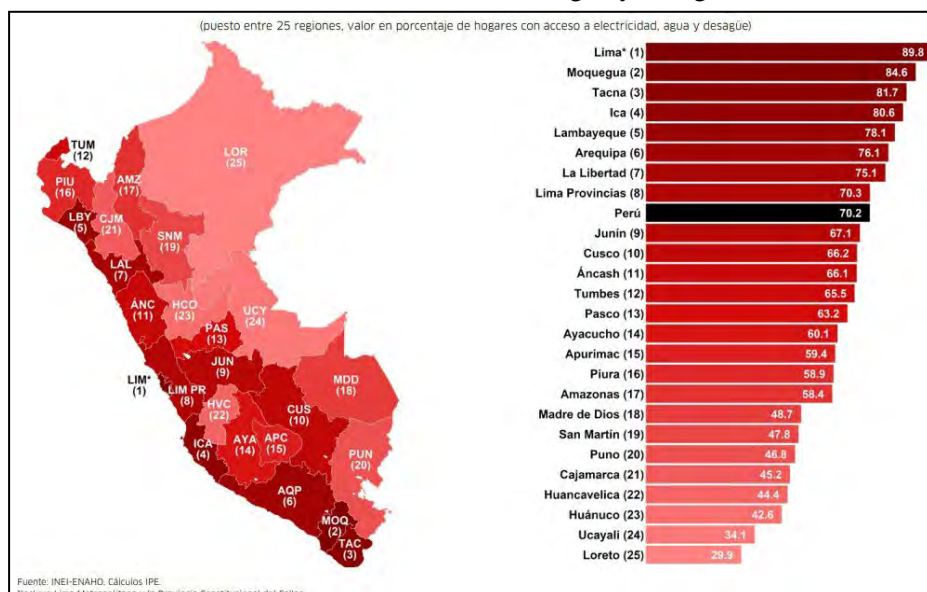 (puesto entre 25 regiones, valor en porcentaje de hogares con acceso a electricidad, agua y desagüe)
TUM
(12)
LOR
(25)
PIU
(16)
AMZ
(17)
LBY
(5)
CJM
(21)
SNM
(19)
LAL
(7)
ÁNC
(11)
HCO
(23)
UCY
(24)
PAS
(13)
JUN
(9)
LIM*
(1)
LIM PR
(8)
MDD
(18)
HVC
(22)
CUS
(10)
ICA
(4)
AYA
(14)
APC
(15)
PUN
(20)
AQP
(6)
MOQ
(2)
TAC
(3)
Lima* (1) 89.8
Moquegua (2) 84.6
Tacna (3) 81.7
Ica (4) 80.6
Lambayeque (5) 78.1
Arequipa (6) 76.1
La Libertad (7) 75.1
Lima Provincias (8) 70.3
Perú 70.2
Junín (9) 67.1
Cusco (10) 66.2
Áncash (11) 66.1
Tumbes (12) 65.5
Pasco (13) 63.2
Ayacucho (14) 60.1
Apurimac (15) 59.4
Piura (16) 58.9
Amazonas (17) 58.4
Madre de Dios (18) 48.7
San Martín (19) 47.8
Puno (20) 46.8
Cajamarca (21) 45.2
Huancavelica (22) 44.4
Huánuco (23) 42.6
Ucayali (24) 34.1
Loreto (25) 29.9
Fuente: INEI-ENAHO. Cálculos IPE.